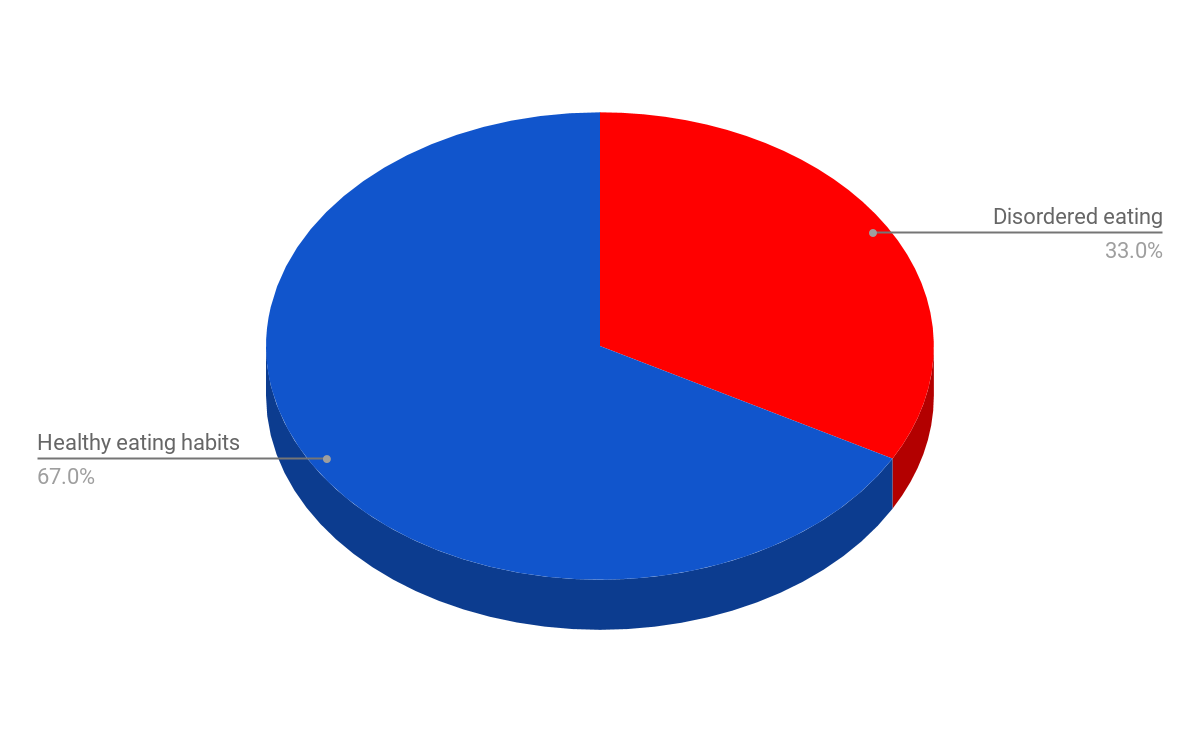 Disordered eating
33.0%
Healthy eating habits
67.0%